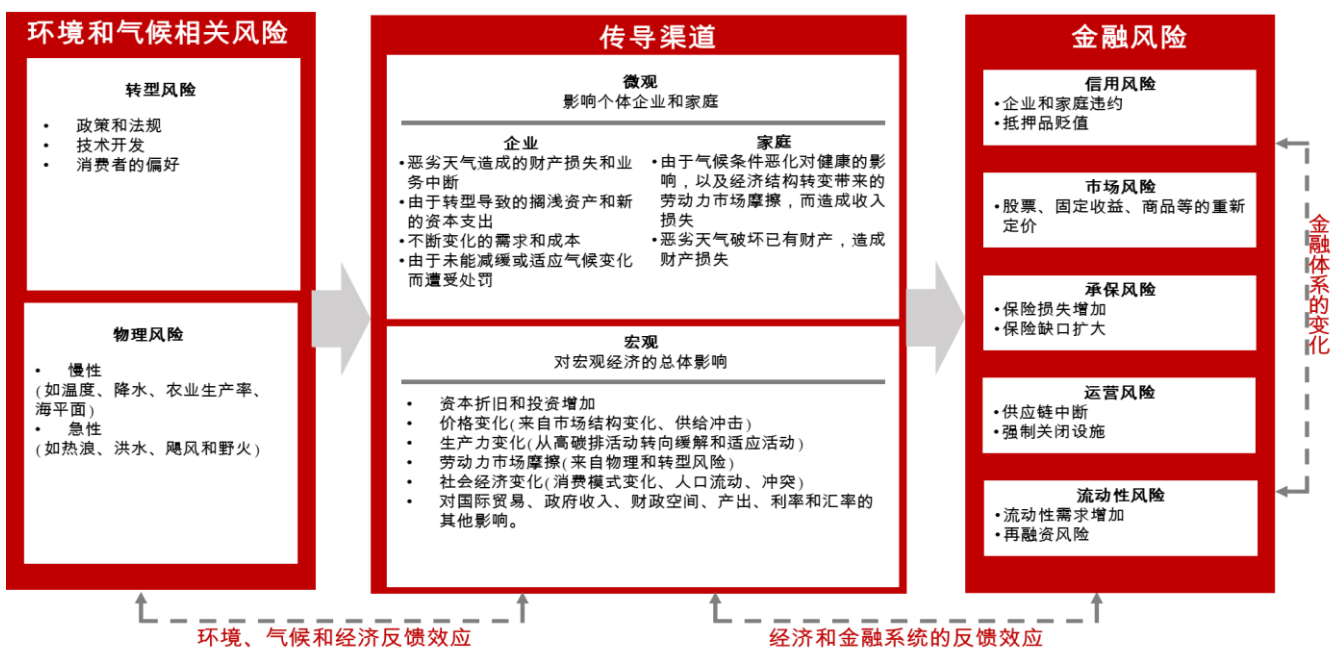 环境和气候相关风险
转型风险
• 政策和法规
• 技术开发
• 消费者的偏好
物理风险
• 慢性
(如温度、降水、农业生产率、
海平面)
• 急性
(如热浪、洪水、飓风和野火)
传导渠道
微观
影响个体企业和家庭
企业
•恶劣天气造成的财产损失和业
务中断
•由于转型导致的搁浅资产和新
的资本支出
•不断变化的需求和成本
•由于未能减缓或适应气候变化
而遭受处罚
家庭
•由于气候条件恶化对健康的影
响，以及经济结构转变带来的
劳动力市场摩擦，而造成收入
损失
•恶劣天气破坏已有财产，造成
财产损失
宏观
对宏观经济的总体影响
• 资本折旧和投资增加
• 价格变化(来自市场结构变化、供给冲击)
• 生产力变化(从高碳排活动转向缓解和适应活动)
• 劳动力市场摩擦(来自物理和转型风险)
• 社会经济变化(消费模式变化、人口流动、冲突)
• 对国际贸易、政府收入、财政空间、产出、利率和汇率的
其他影响。
金融风险
信用风险
•企业和家庭违约
•抵押品贬值
市场风险
•股票、固定收益、商品等的重新
定价
承保风险
•保险损失增加
•保险缺口扩大
运营风险
•供应链中断
•强制关闭设施
流动性风险
•流动性需求增加
•再融资风险
金融体系的变化
环境、气候和经济反馈效应
经济和金融系统的反馈效应